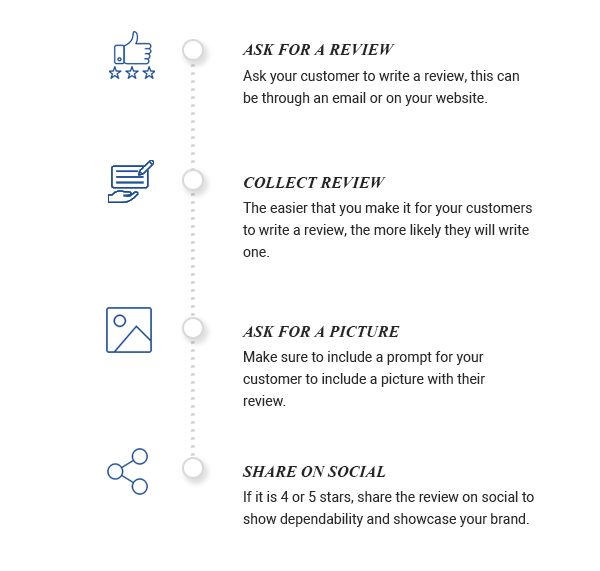 ASK FOR A REVIEW
Ask your customer to write a review, this can
be through an email or on your website.
COLLECT REVIEW
The easier that you make it for your customers
to write a review, the more likely they will write
one.
ASK FOR A PICTURE
Make sure to include a prompt for your
customer to include a picture with their
review.
SHARE ON SOCIAL
If it is 4 or 5 stars, share the review on social to
show dependability and showcase your brand.